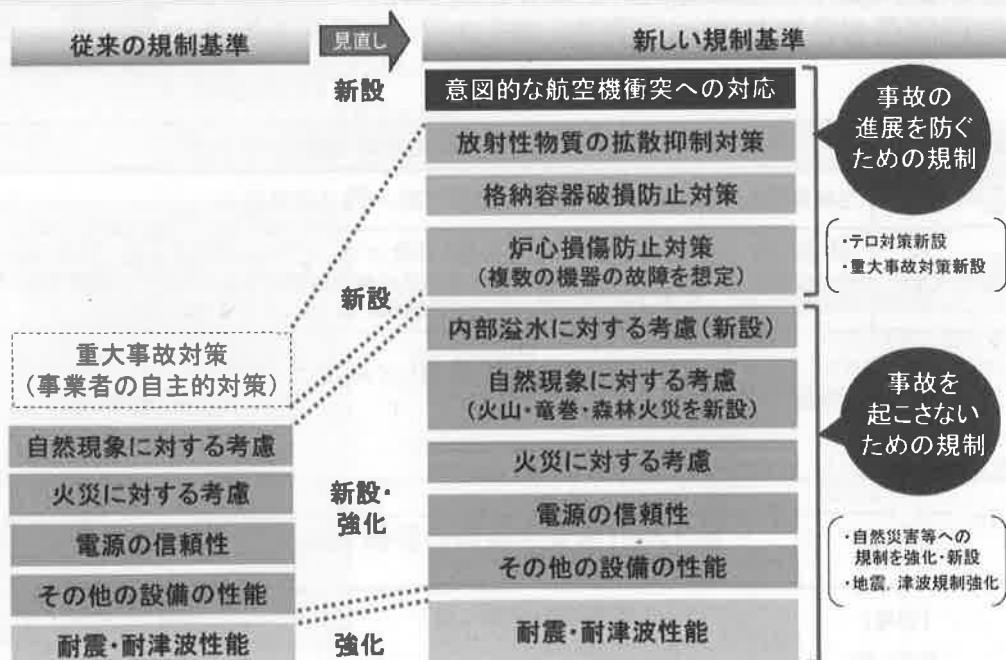 従来の規制基準
見直し
新しい規制基準
新設
意図的な航空機衝突への対応
放射性物質の拡散抑制対策
格納容器破損防止対策
炉心損傷防止対策
(複数の機器の故障を想定)
事故の
進展を防ぐ
ための規制
・テロ対策新設
・重大事故対策新設
新設
重大事故対策
(事業者の自主的対策)
自然現象に対する考慮
火災に対する考慮
電源の信頼性
その他の設備の性能
耐震・耐津波性能
新設・
強化
強化
内部溢水に対する考慮(新設)
自然現象に対する考慮
(火山・竜巻・森林火災を新設)
火災に対する考慮
電源の信頼性
その他の設備の性能
耐震・耐津波性能
事故を
起こさない
ための規制
・自然災害等への
規制を強化・新設
・地震、津波規制強化